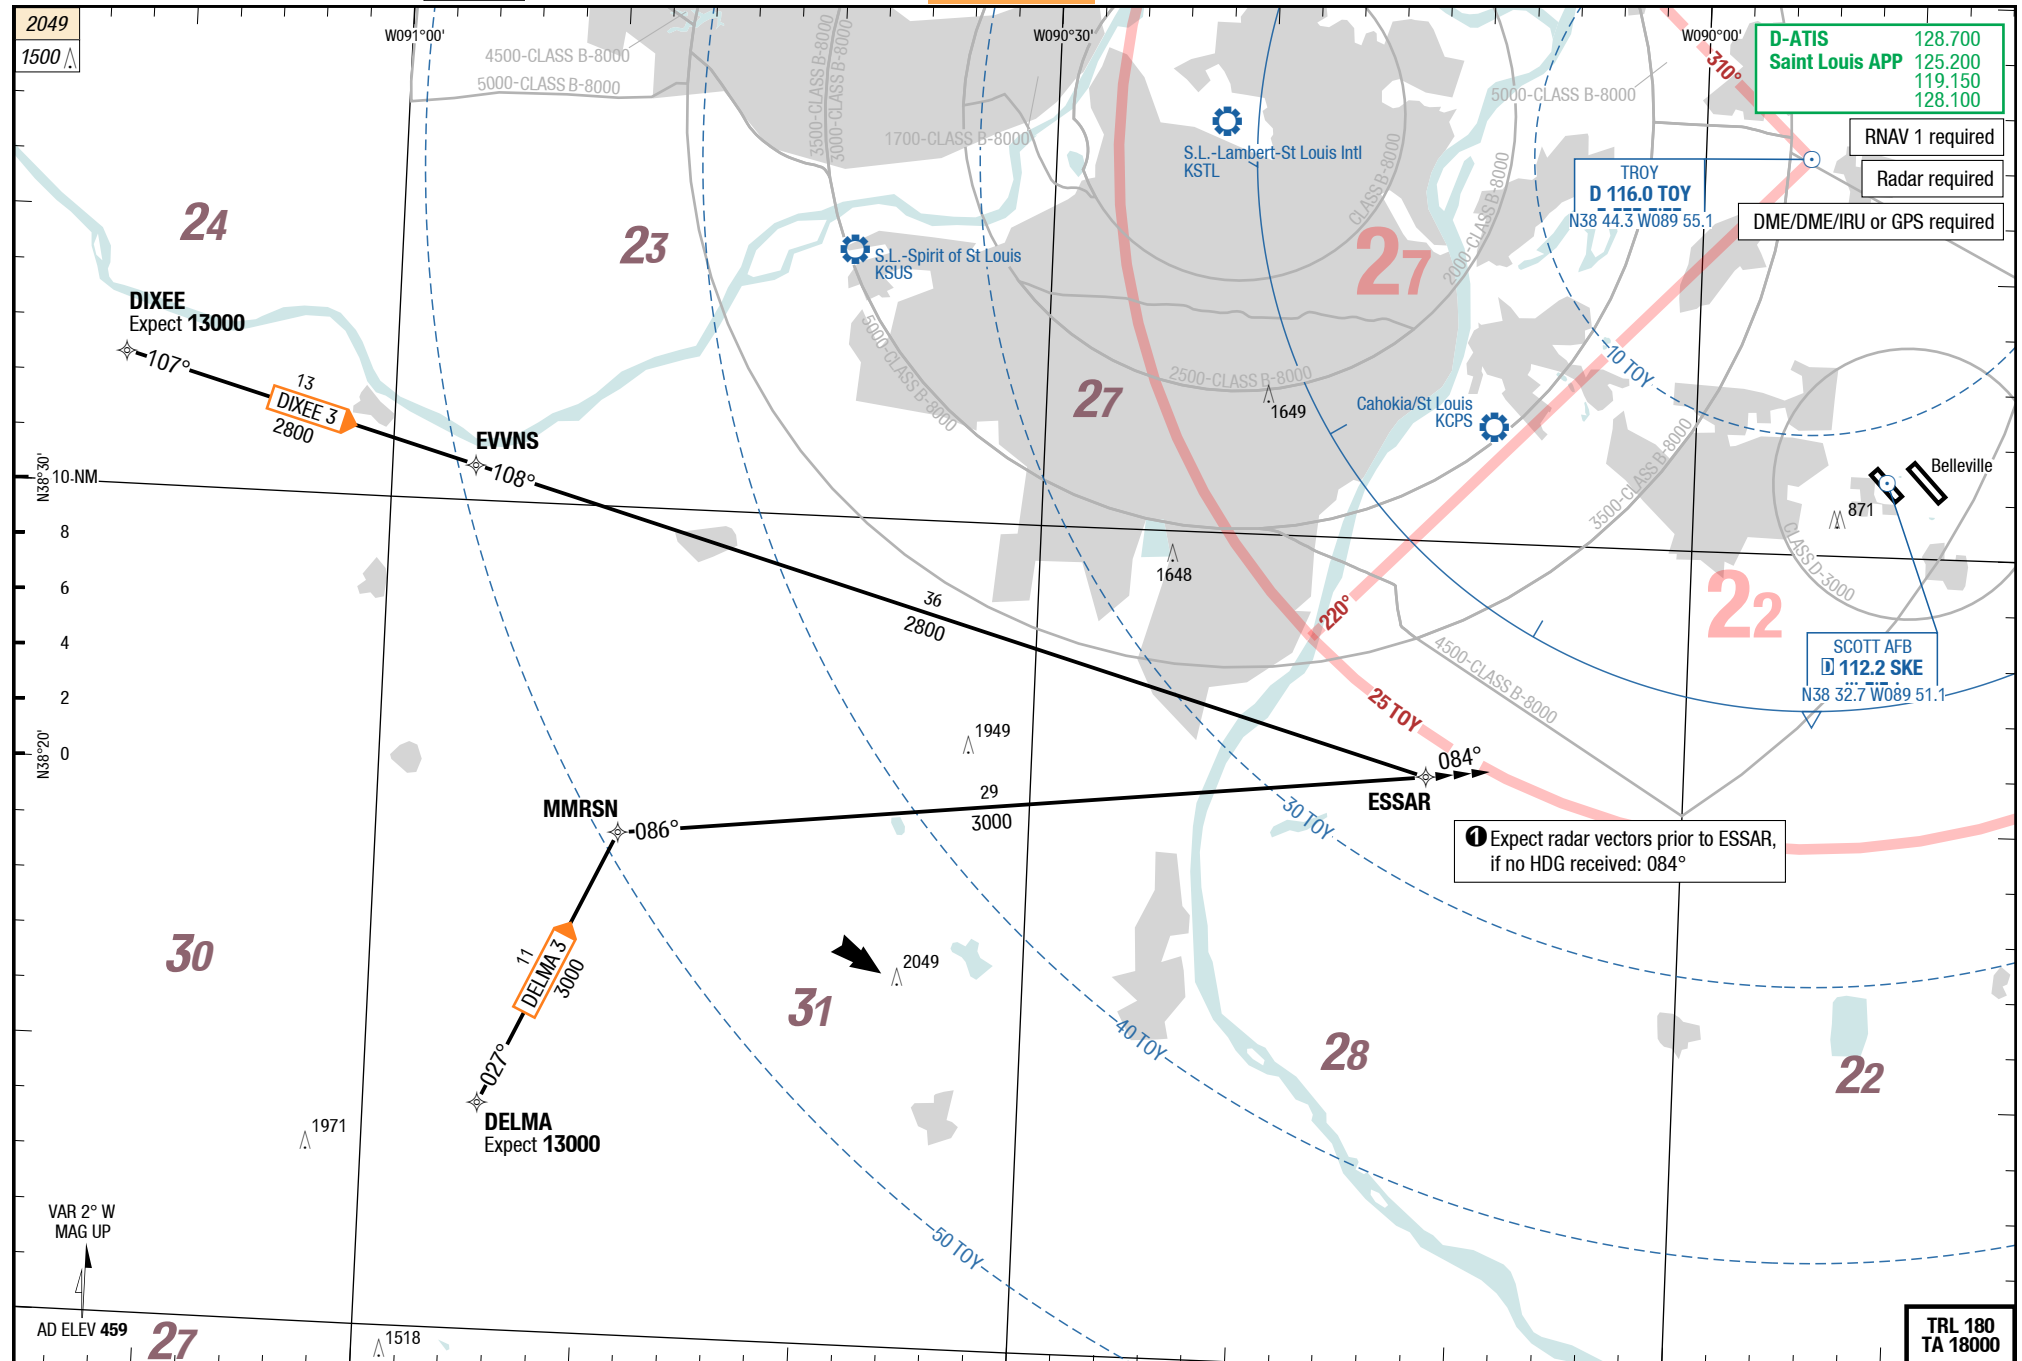 2049
1500
W091°00'
W090°30'
W090°00'
D-ATIS 128.700
Saint Louis APP 125.200
119.150
128.100
RNAV 1 required
Radar required
DME/DME/IRU or GPS required
4500-CLASS B-8000
5000-CLASS B-8000
3500-CLASS B-8000
3000-CLASS B-8000
1700-CLASS B-8000
CLASS B-8000
2000-CLASS B-8000
5000-CLASS B-8000
310°
S.L.-Lambert-St Louis Intl
KSTL
TROY
D 116.0 TOY
N38 44.3 W089 55.1
24
23
27
S.L.-Spirit of St Louis
KSUS
DIXEE
Expect 13000
107°
13
DIXEE 3
2800
5000-CLASS B-8000
2500-CLASS B-8000
27
1649
Cahokia/St Louis
KCPS
10 TOY
EVVNS
108°
N38°30'
10 NM
8
6
4
2
0
3500-CLASS B-8000
Belleville
871
CLASS D-3000
1648
36
2800
220°
22
4500-CLASS B-8000
SCOTT AFB
D 112.2 SKE
N38 32.7 W089 51.1
25 TOY
N38°20'
1949
084°
ESSAR
MMRSN
086°
29
3000
30 TOY
1 Expect radar vectors prior to ESSAR,
if no HDG received: 084°
30
11
DELMA 3
3000
2049
31
40 TOY
28
22
027°
DELMA
Expect 13000
1971
VAR 2° W
MAG UP
50 TOY
AD ELEV 459
27
1518
TRL 180
TA 18000